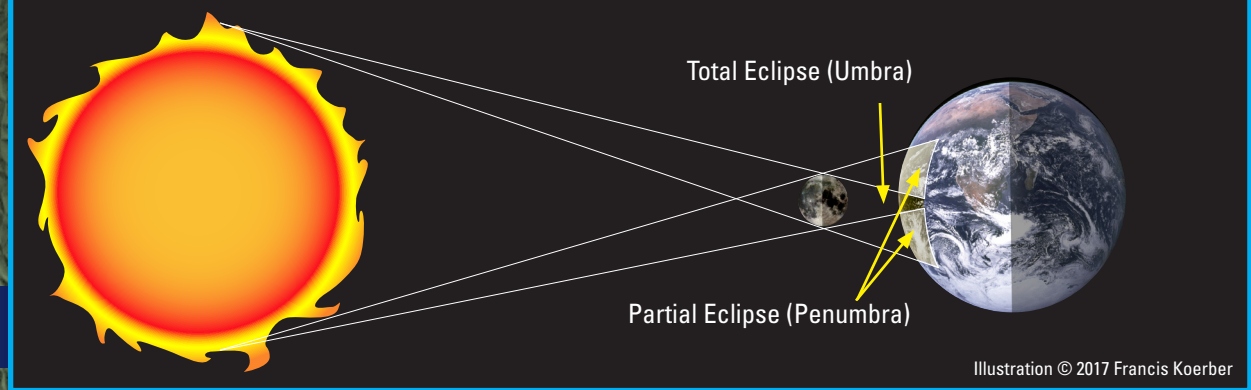 Total Eclipse (Umbra)
Partial Eclipse (Penumbra)
Illustration © 2017 Francis Koerber